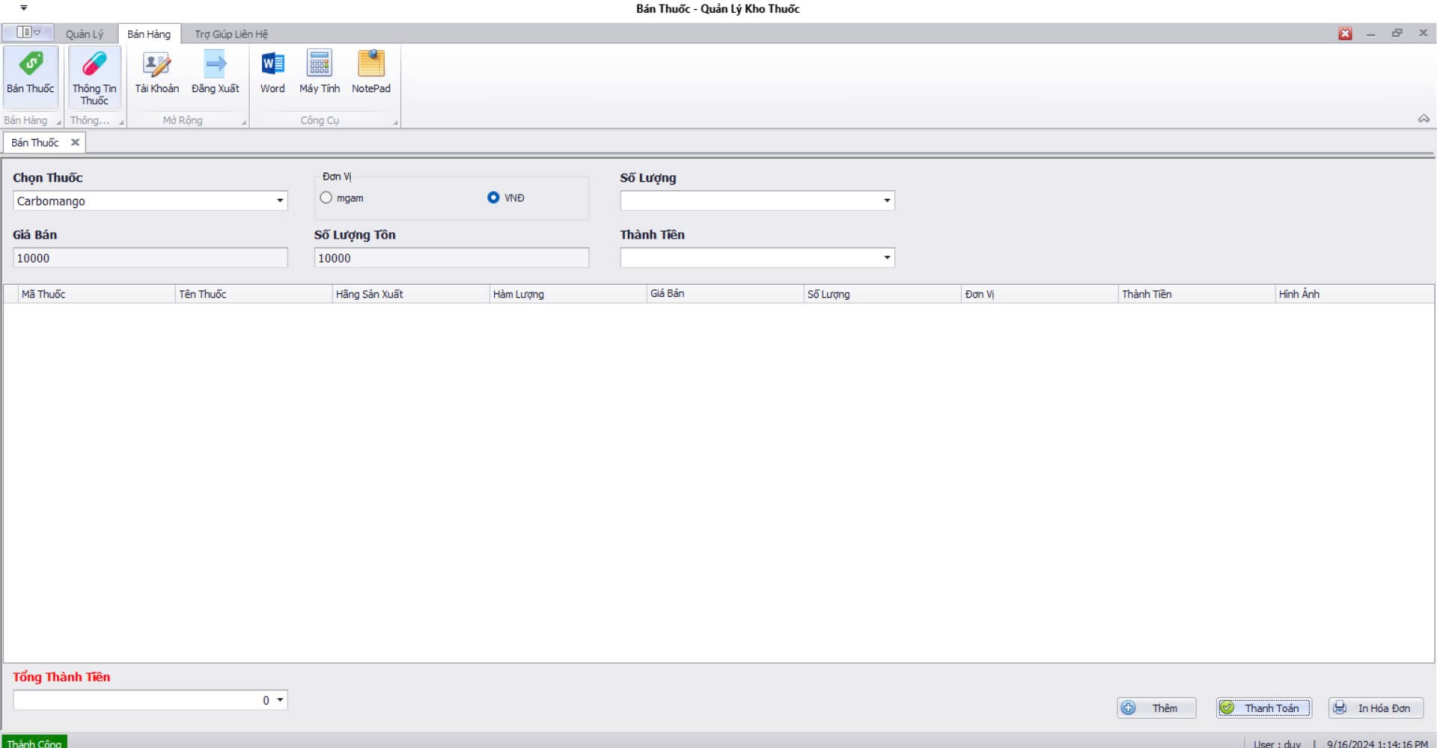 Bán Thuốc - Quản Lý Kho Thuốc
Quản Lý Bán Hàng Trợ Giúp Liên Hệ
Bán Thuốc Thông Tin Thuốc Tài Khoản Đăng Xuất Word Máy Tính NotePad
Bán Hàng Thông... Mở Rộng Công Cụ
Bán Thuốc
Chọn Thuốc Đơn Vị Số Lượng
Carbomango mgam VNĐ
Giá Bán Số Lượng Tồn Thành Tiền
10000 10000
Mã Thuốc Tên Thuốc Hãng Sản Xuất Hàm Lượng Giá Bán Số Lượng Đơn Vị Thành Tiền Hình Ảnh
Tổng Thành Tiền
0
Thêm Thanh Toán In Hóa Đơn
Thành Công User : duy | 9/16/2024 1:14:16 PM